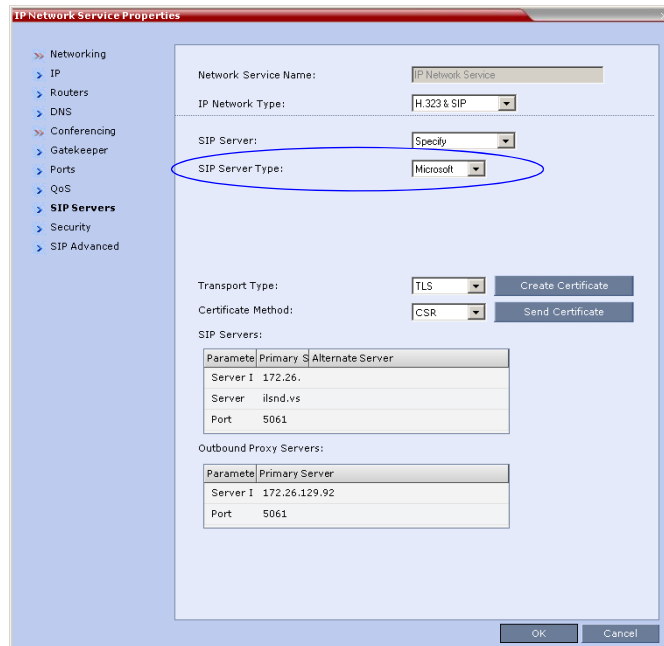 IP Network Service Properties
Networking
IP
Routers
DNS
Conferencing
Gatekeeper
Ports
QoS
SIP Servers
Security
SIP Advanced
Network Service Name: IP Network Service
IP Network Type: H.323 & SIP
SIP Server: Specify
SIP Server Type: Microsoft
Transport Type: TLS Create Certificate
Certificate Method: CSR Send Certificate
SIP Servers:
Paramete Primary S Alternate Server
Server I 172.26.
Server ilsnd.vs
Port 5061
Outbound Proxy Servers:
Paramete Primary Server
Server I 172.26.129.92
Port 5061
OK Cancel